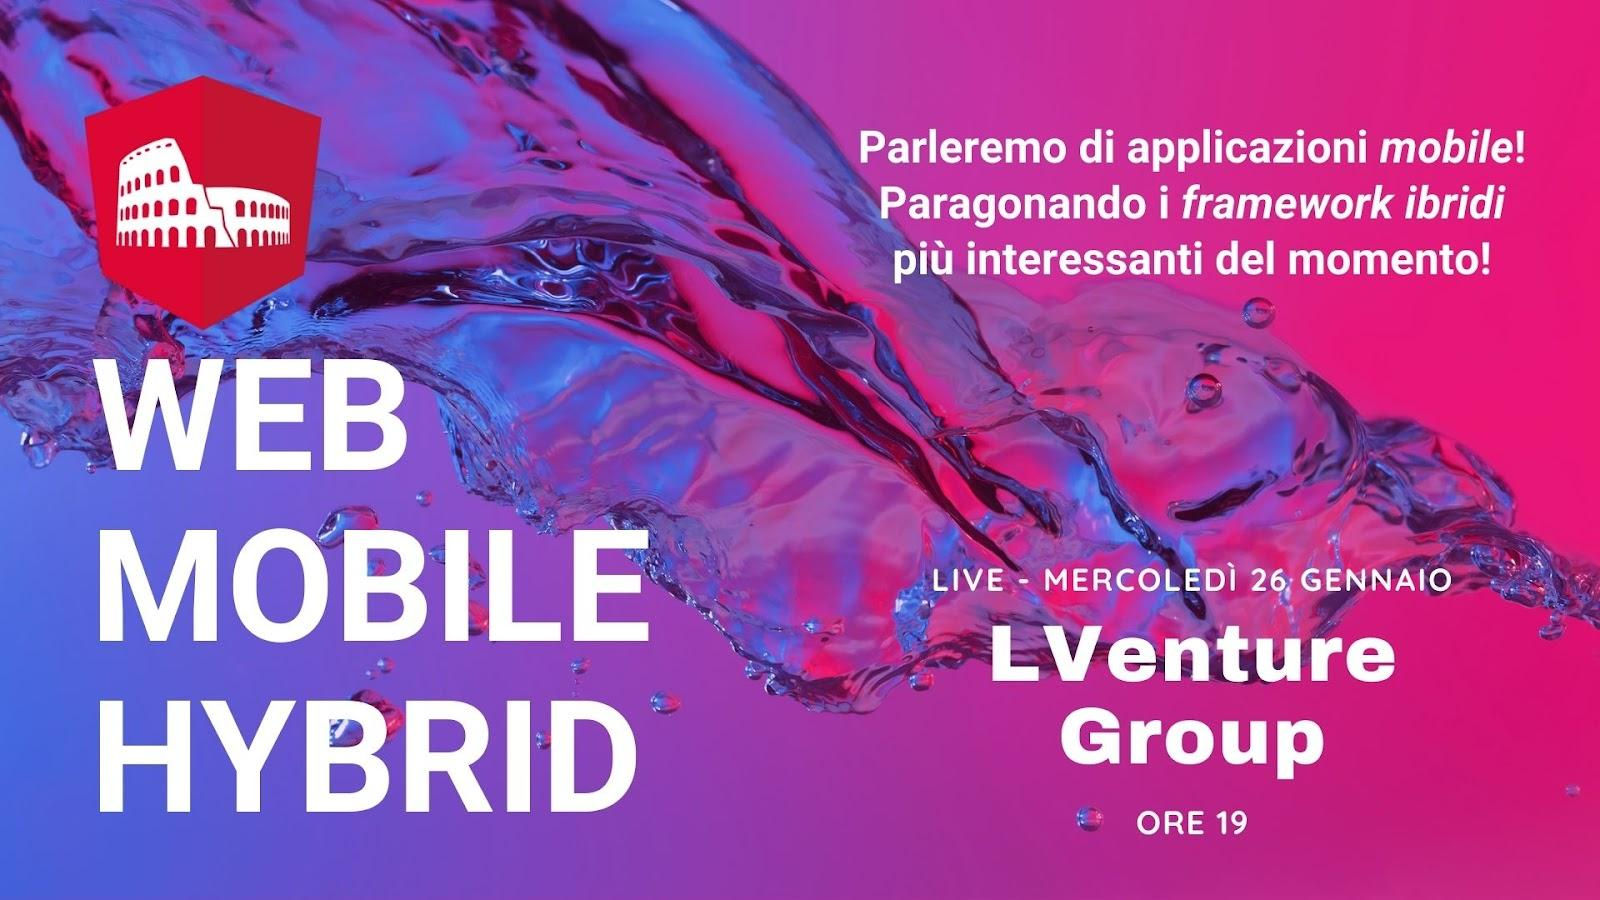 WEB
MOBILE
HYBRID
Parleremo di applicazioni mobile!
Paragonando i framework ibridi
più interessanti del momento!
LIVE - MERCOLEDÌ 26 GENNAIO
LVenture
Group
ORE 19